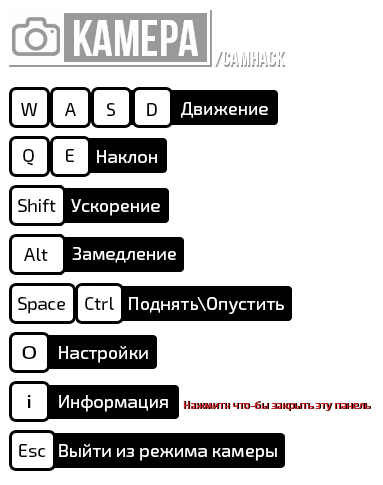 КАМЕРА
/CAMHACK
W A S D Движение
Q E Наклон
Shift Ускорение
Alt Замедление
Space Ctrl Поднять\Опустить
O Настройки
i Информация Нажмити что-бы закрыть эту панель
Esc Выйти из режима камеры